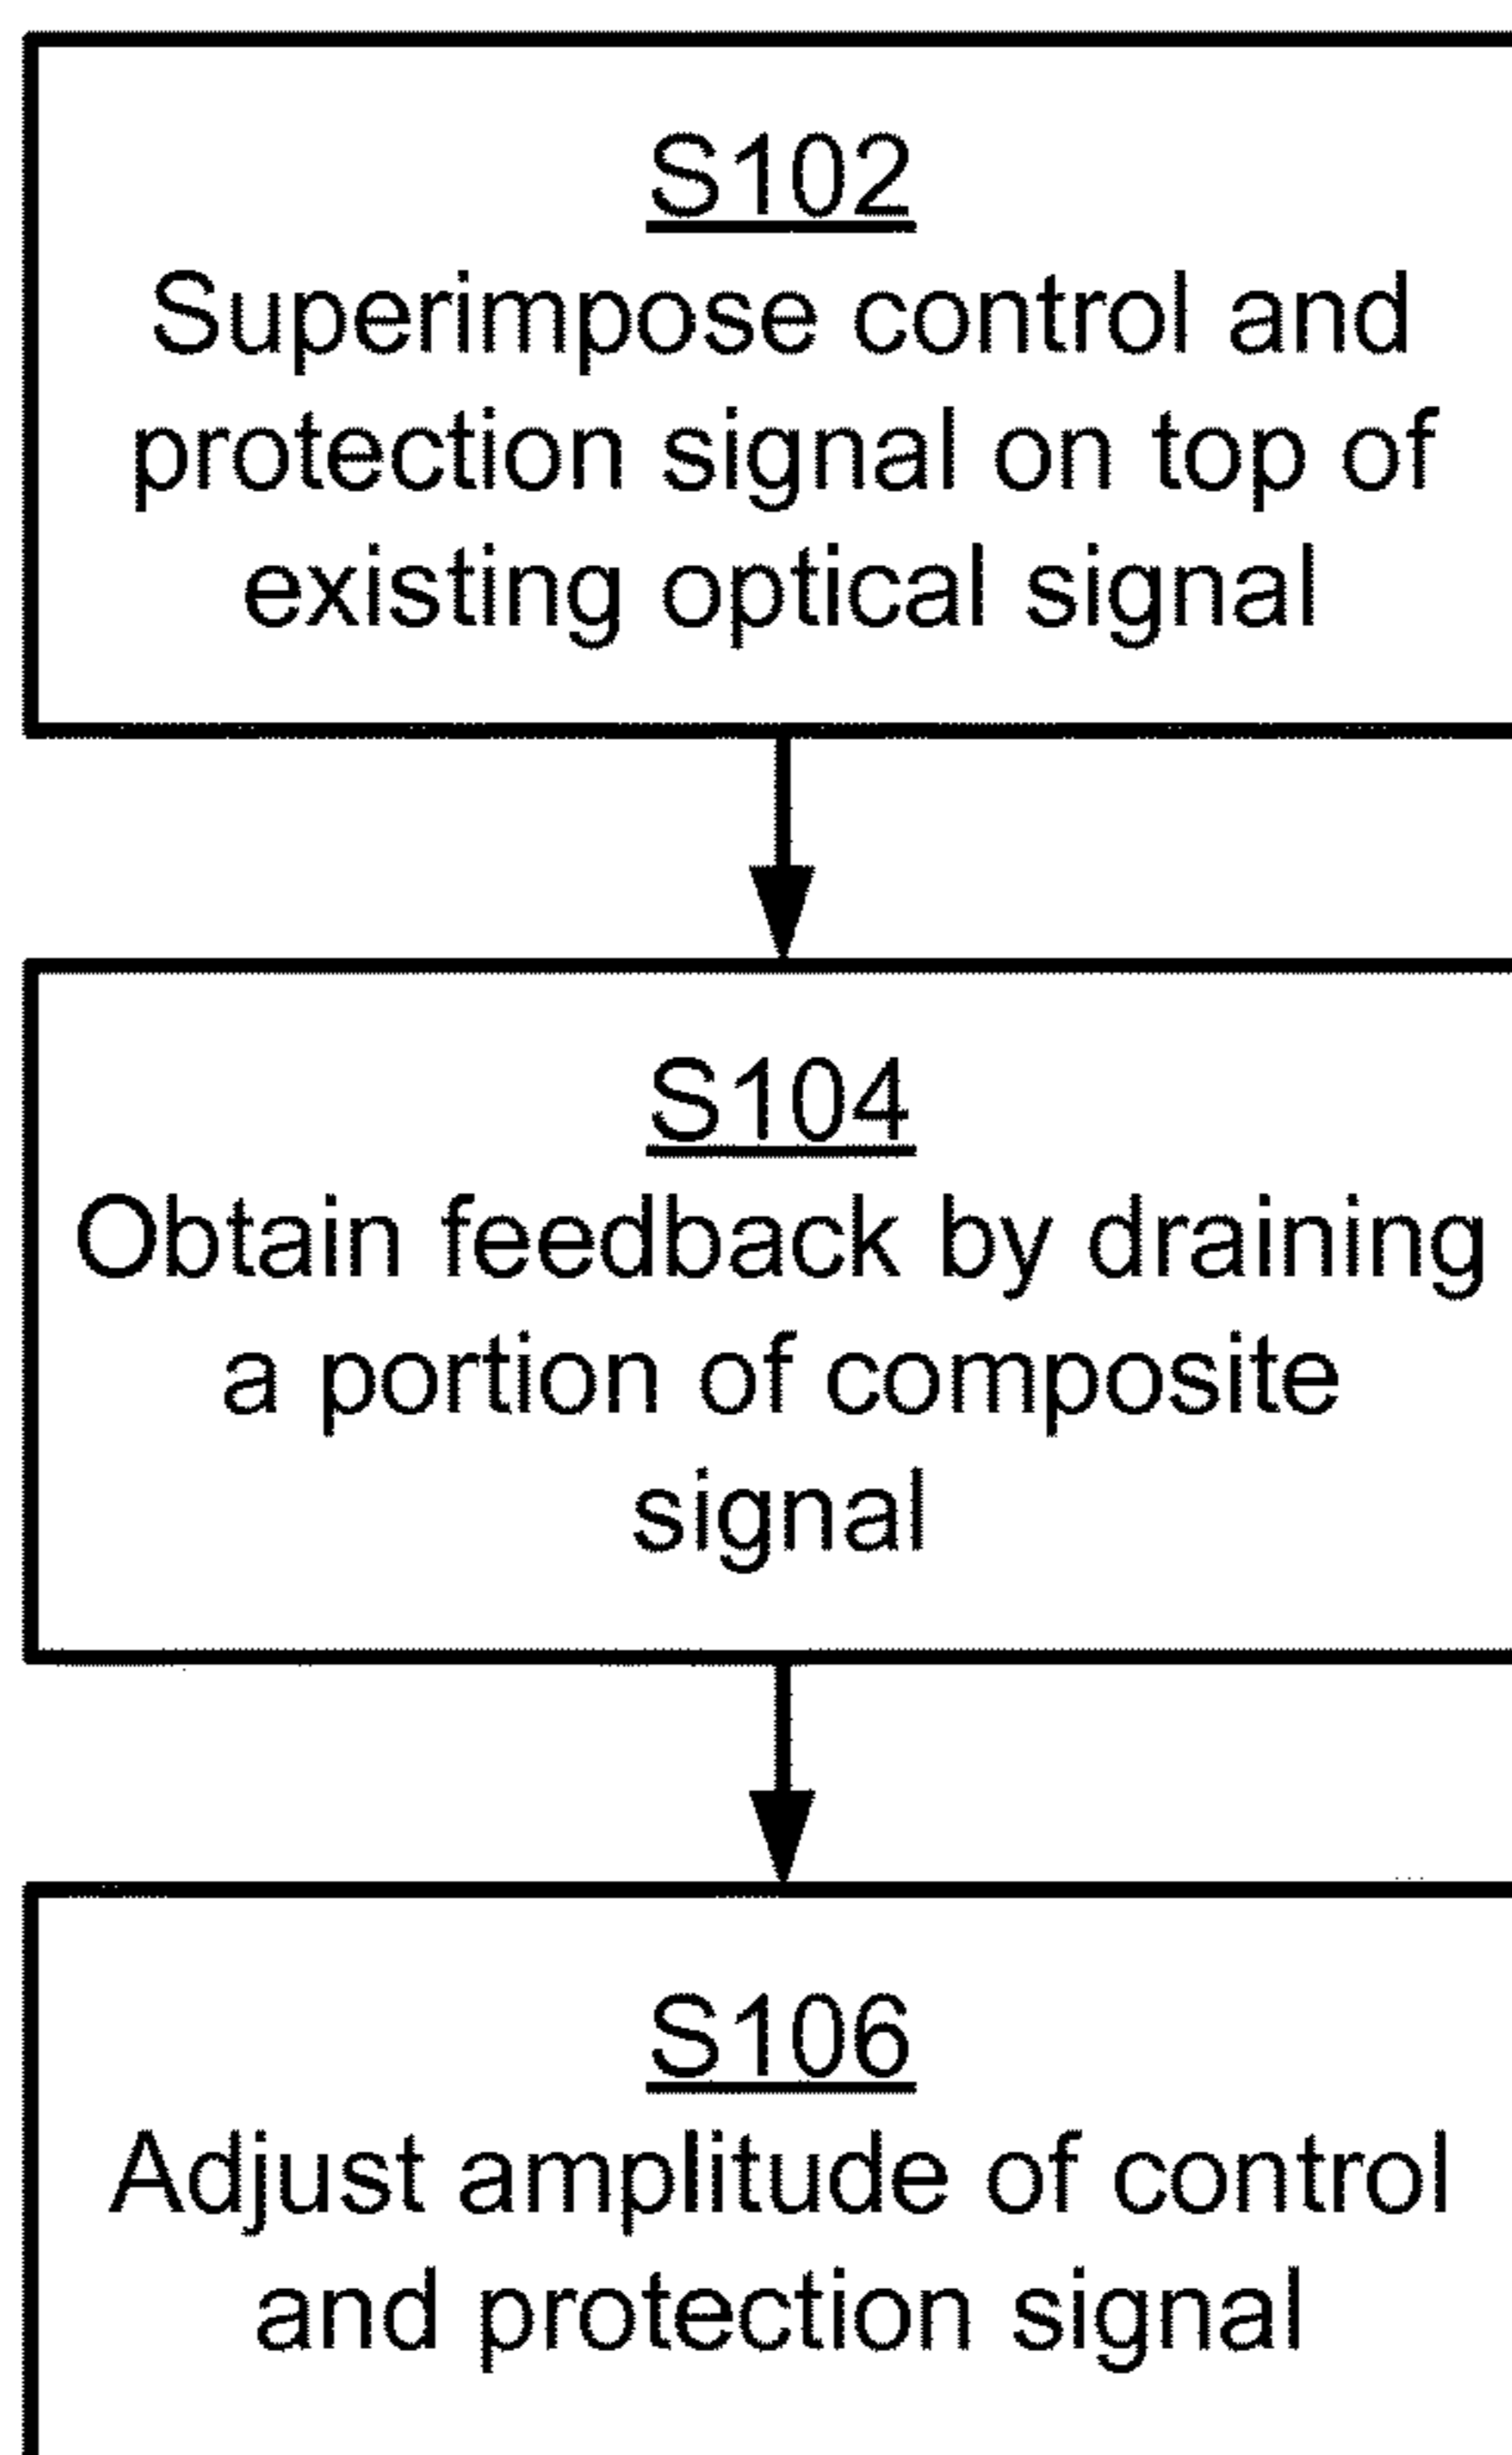 S102
Superimpose control and
protection signal on top of
existing optical signal
S104
Obtain feedback by draining
a portion of composite
signal
S106
Adjust amplitude of control
and protection signal